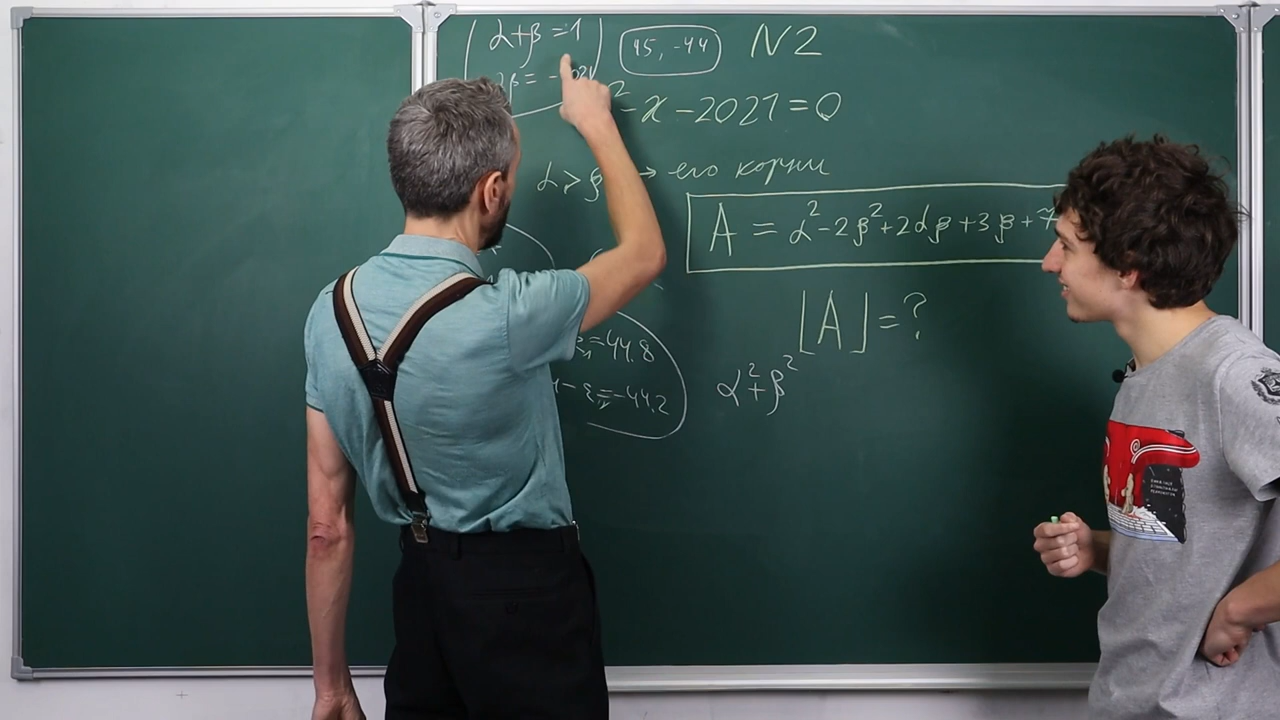 α+β=1
45, -44
N2
² - x - 2021 = 0
α > β → его корни
A = α² - 2β² + 2αβ + 3β + 7
⌊A⌋ = ?
=44.8
- ε = -44.2
α² + β²